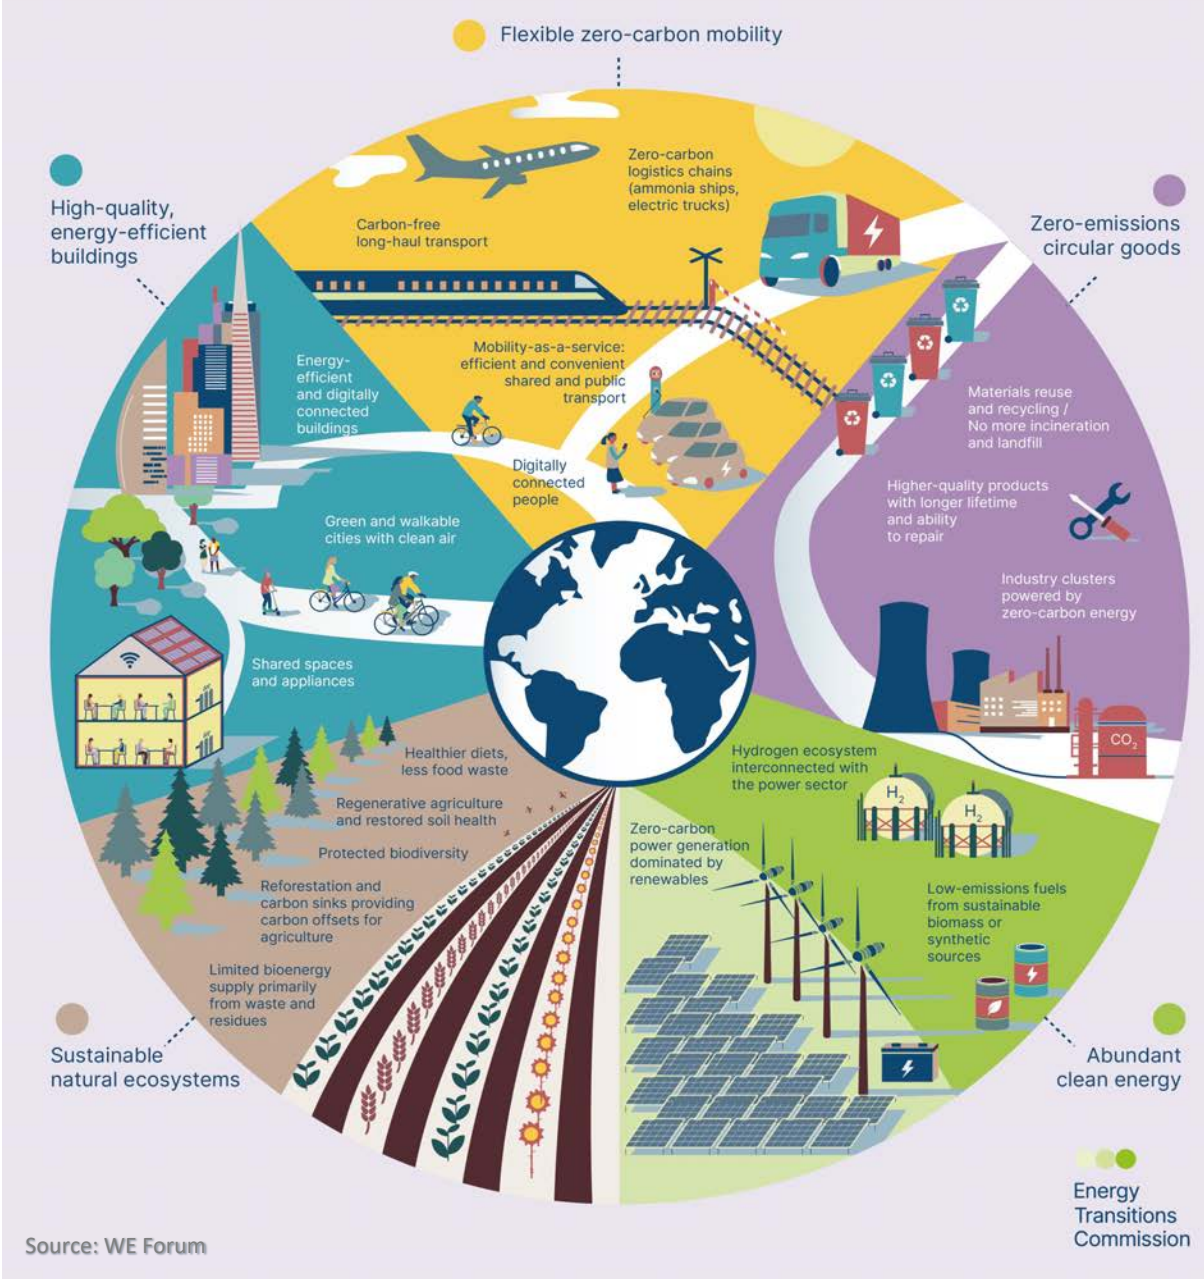 Flexible zero-carbon mobility
High-quality,
energy-efficient
buildings
Zero-emissions
circular goods
Zero-carbon
logistics chains
(ammonia ships,
electric trucks)
Carbon-free
long-haul transport
Mobility-as-a-service:
efficient and convenient
shared and public
transport
Digitally
connected
people
Energy-
efficient
and digitally
connected
buildings
Green and walkable
cities with clean air
Shared spaces
and appliances
Materials reuse
and recycling /
No more incineration
and landfill
Higher-quality products
with longer lifetime
and ability
to repair
Industry clusters
powered by
zero-carbon energy
CO₂
Healthier diets,
less food waste
Regenerative agriculture
and restored soil health
Protected biodiversity
Reforestation and
carbon sinks providing
carbon offsets for
agriculture
Limited bioenergy
supply primarily
from waste and
residues
Hydrogen ecosystem
interconnected with
the power sector
H₂
H₂
Zero-carbon
power generation
dominated by
renewables
Low-emissions fuels
from sustainable
biomass or
synthetic
sources
Sustainable
natural ecosystems
Abundant
clean energy
Energy
Transitions
Commission
Source: WE Forum